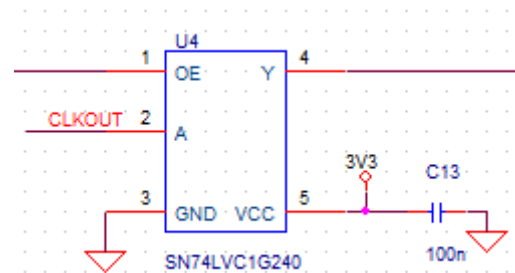 U4
1
OE
Y
4
CLKOUT
2
A
3V3
C13
3
GND
VCC
5
100n
SN74LVC1G240